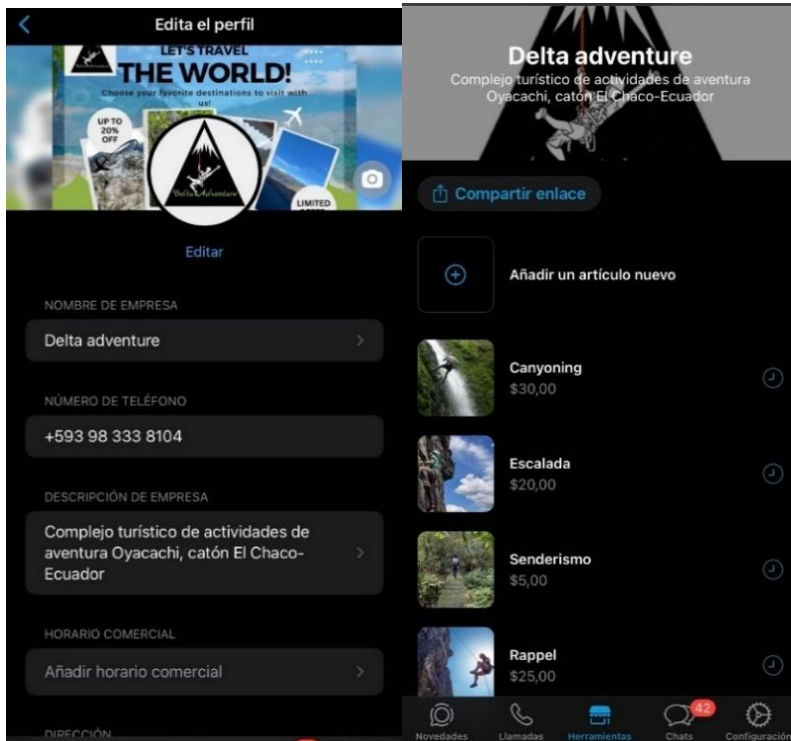 Edita el perfil
LET'S TRAVEL
THE WORLD!
Choose your favorite destinations to visit with
us!
UP TO
20%
OFF
Delta Adventure
LIMITED
Editar
NOMBRE DE EMPRESA
Delta adventure
NÚMERO DE TELÉFONO
+593 98 333 8104
DESCRIPCIÓN DE EMPRESA
Complejo turístico de actividades de
aventura Oyacachi, catón El Chaco-
Ecuador
HORARIO COMERCIAL
Añadir horario comercial
DIRECCIÓN
Delta adventure
Complejo turístico de actividades de aventura
Oyacachi, catón El Chaco-Ecuador
Compartir enlace
Añadir un artículo nuevo
Canyoning
$30,00
Escalada
$20,00
Senderismo
$5,00
Rappel
$25,00
42
Novedades
Llamadas
Herramientas
Chats
Configuración